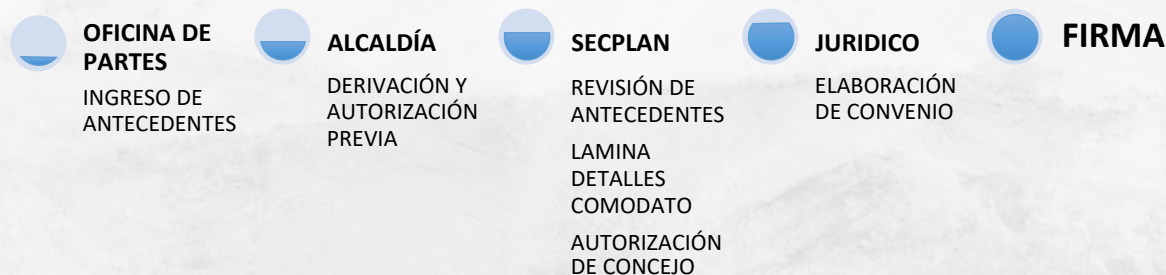 OFICINA DE
PARTES
INGRESO DE
ANTECEDENTES
ALCALDÍA
DERIVACIÓN Y
AUTORIZACIÓN
PREVIA
SECPLAN
REVISIÓN DE
ANTECEDENTES
LAMINA
DETALLES
COMODATO
AUTORIZACIÓN
DE CONCEJO
JURIDICO
ELABORACIÓN
DE CONVENIO
FIRMA